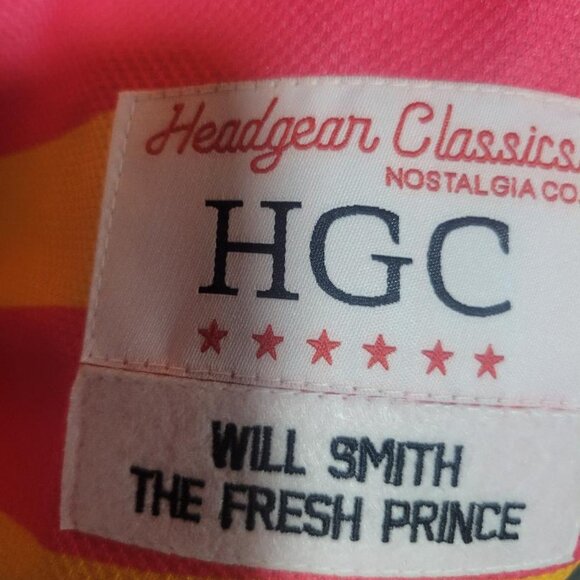 Headgear Classics
NOSTALGIA CO.
HGC
WILL SMITH
THE FRESH PRINCE